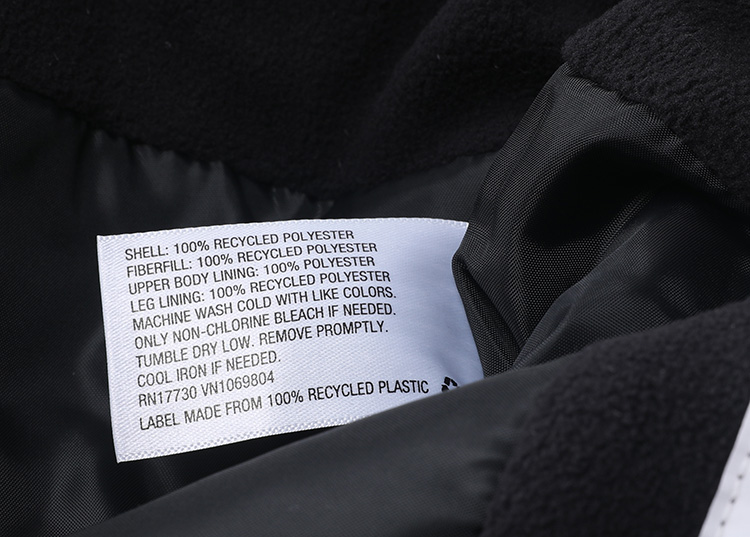 SHELL: 100% RECYCLED POLYESTER
FIBERFILL: 100% RECYCLED POLYESTER
UPPER BODY LINING: 100% POLYESTER
LEG LINING: 100% RECYCLED POLYESTER
MACHINE WASH COLD WITH LIKE COLORS.
ONLY NON-CHLORINE BLEACH IF NEEDED.
TUMBLE DRY LOW. REMOVE PROMPTLY.
COOL IRON IF NEEDED.
RN17730 VN1069804
LABEL MADE FROM 100% RECYCLED PLASTIC